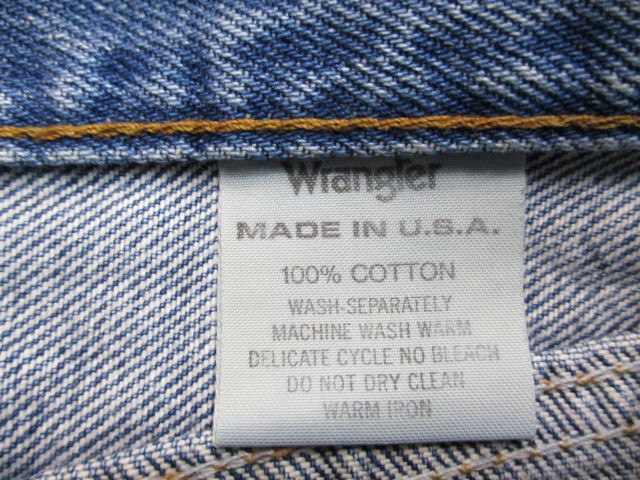 Wrangler
MADE IN U.S.A.
100% COTTON
WASH-SEPARATELY
MACHINE WASH WARM
DELICATE CYCLE NO BLEACH
DO NOT DRY CLEAN
WARM IRON